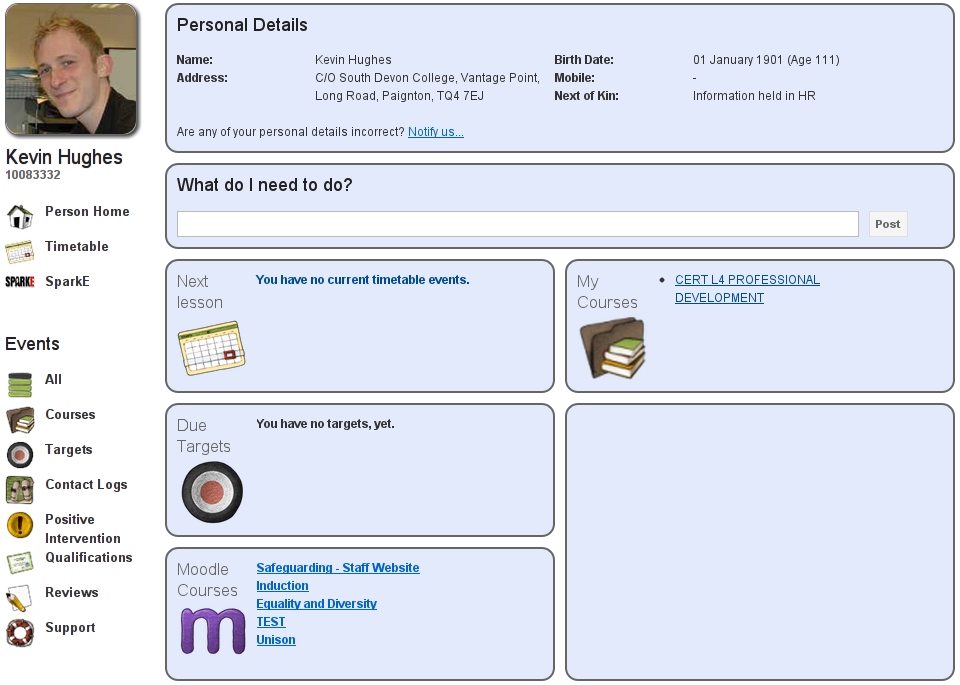 Kevin Hughes
10083332
Person Home
Timetable
SPARKE SparkE
Events
All
Courses
Targets
Contact Logs
Positive
Intervention
Qualifications
Reviews
Support
Personal Details
Name: Kevin Hughes Birth Date: 01 January 1901 (Age 111)
Address: C/O South Devon College, Vantage Point, Mobile: -
Long Road, Paignton, TQ4 7EJ Next of Kin: Information held in HR
Are any of your personal details incorrect? Notify us...
What do I need to do?
Post
Next
lesson
You have no current timetable events.
My
Courses
CERT L4 PROFESSIONAL
DEVELOPMENT
Due
Targets
You have no targets, yet.
Moodle
Courses
m
Safeguarding - Staff Website
Induction
Equality and Diversity
TEST
Unison